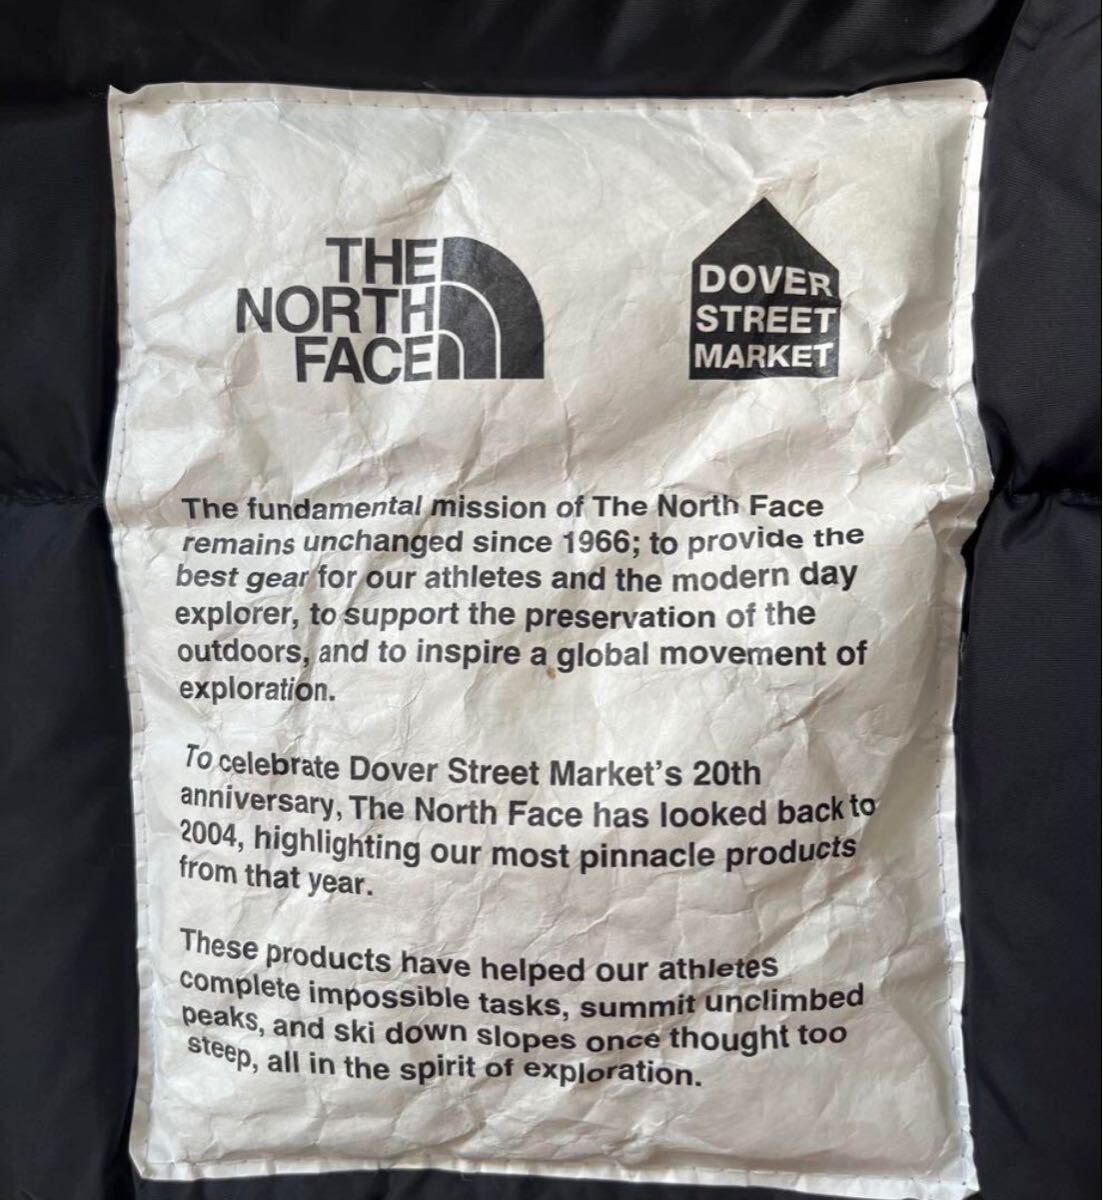 THE
NORTH
FACE
DOVER
STREET
MARKET
The fundamental mission of The North Face
remains unchanged since 1966; to provide the
best gear for our athletes and the modern day
explorer, to support the preservation of the
outdoors, and to inspire a global movement of
exploration.
To celebrate Dover Street Market's 20th
anniversary, The North Face has looked back to
2004, highlighting our most pinnacle products
from that year.
These products have helped our athletes
complete impossible tasks, summit unclimbed
peaks, and ski down slopes once thought too
steep, all in the spirit of exploration.